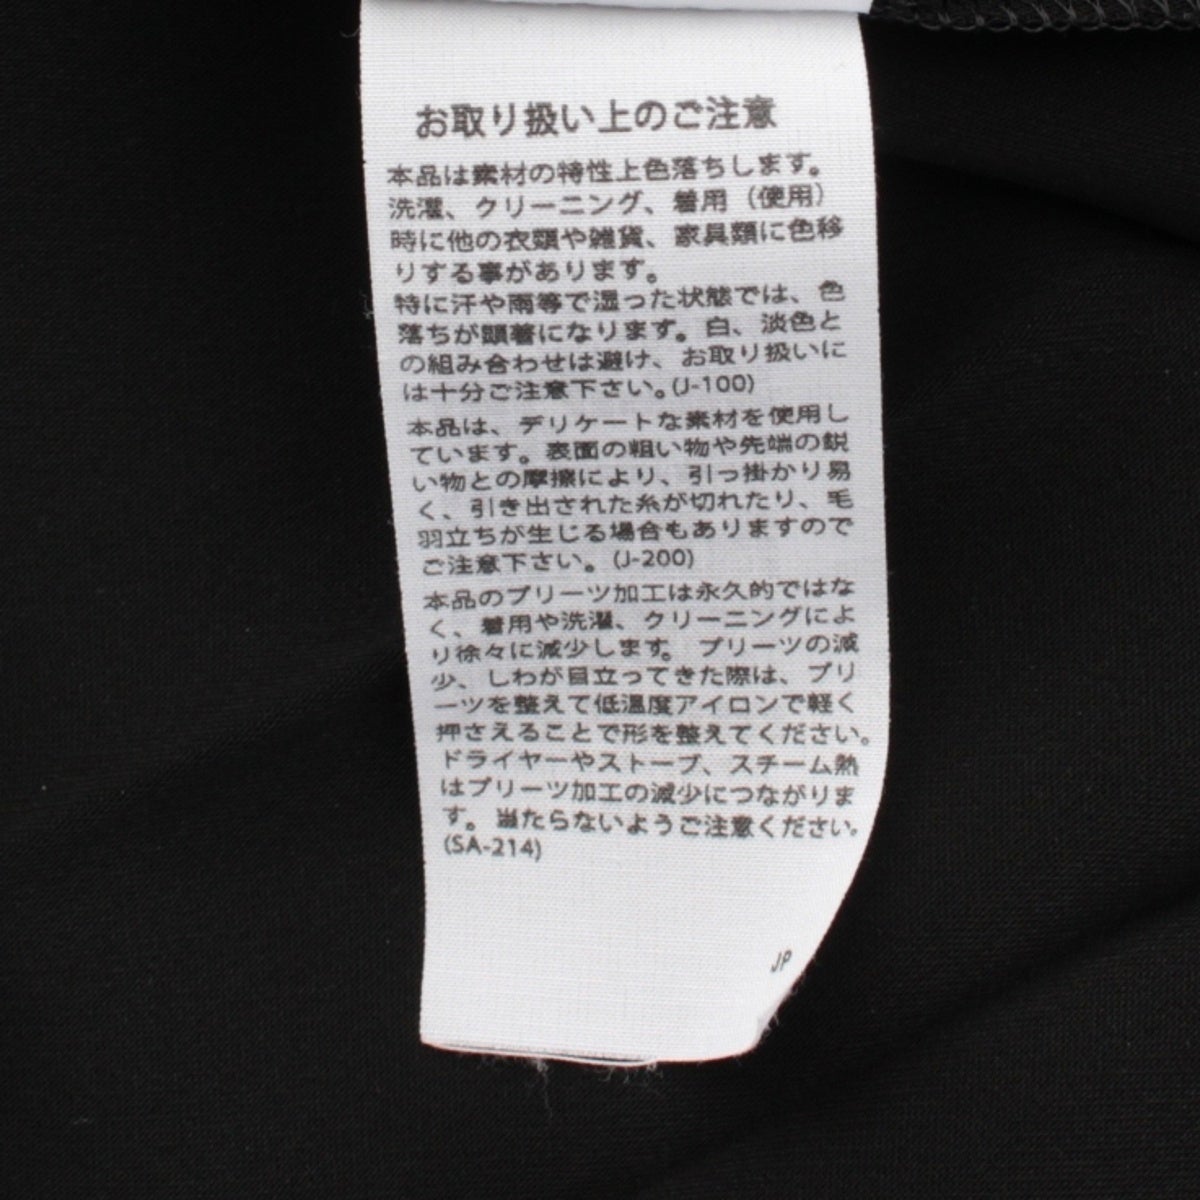 お取り扱い上のご注意
本品は素材の特性上色落ちします。
洗濯、クリーニング、着用（使用）
時に他の衣類や雑貨、家具類に色移
りする事があります。
特に汗や雨等で湿った状態では、色
落ちが顕著になります。白、淡色と
の組み合わせは避け、お取り扱いに
は十分ご注意下さい。(J-100)
本品は、デリケートな素材を使用し
ています。表面の粗い物や先端の鋭
い物との摩擦により、引っ掛かり易
く、引き出された糸が切れたり、毛
羽立ちが生じる場合もありますので
ご注意下さい。(J-200)
本品のプリーツ加工は永久的ではな
く、着用や洗濯、クリーニングによ
り徐々に減少します。プリーツの減
少、しわが目立ってきた際は、プリ
ーツを整えて低温度アイロンで軽く
押さえることで形を整えてください。
ドライヤーやストーブ、スチーム熱
はプリーツ加工の減少につながりま
す。当たらないようご注意ください。
(SA-214)
JP